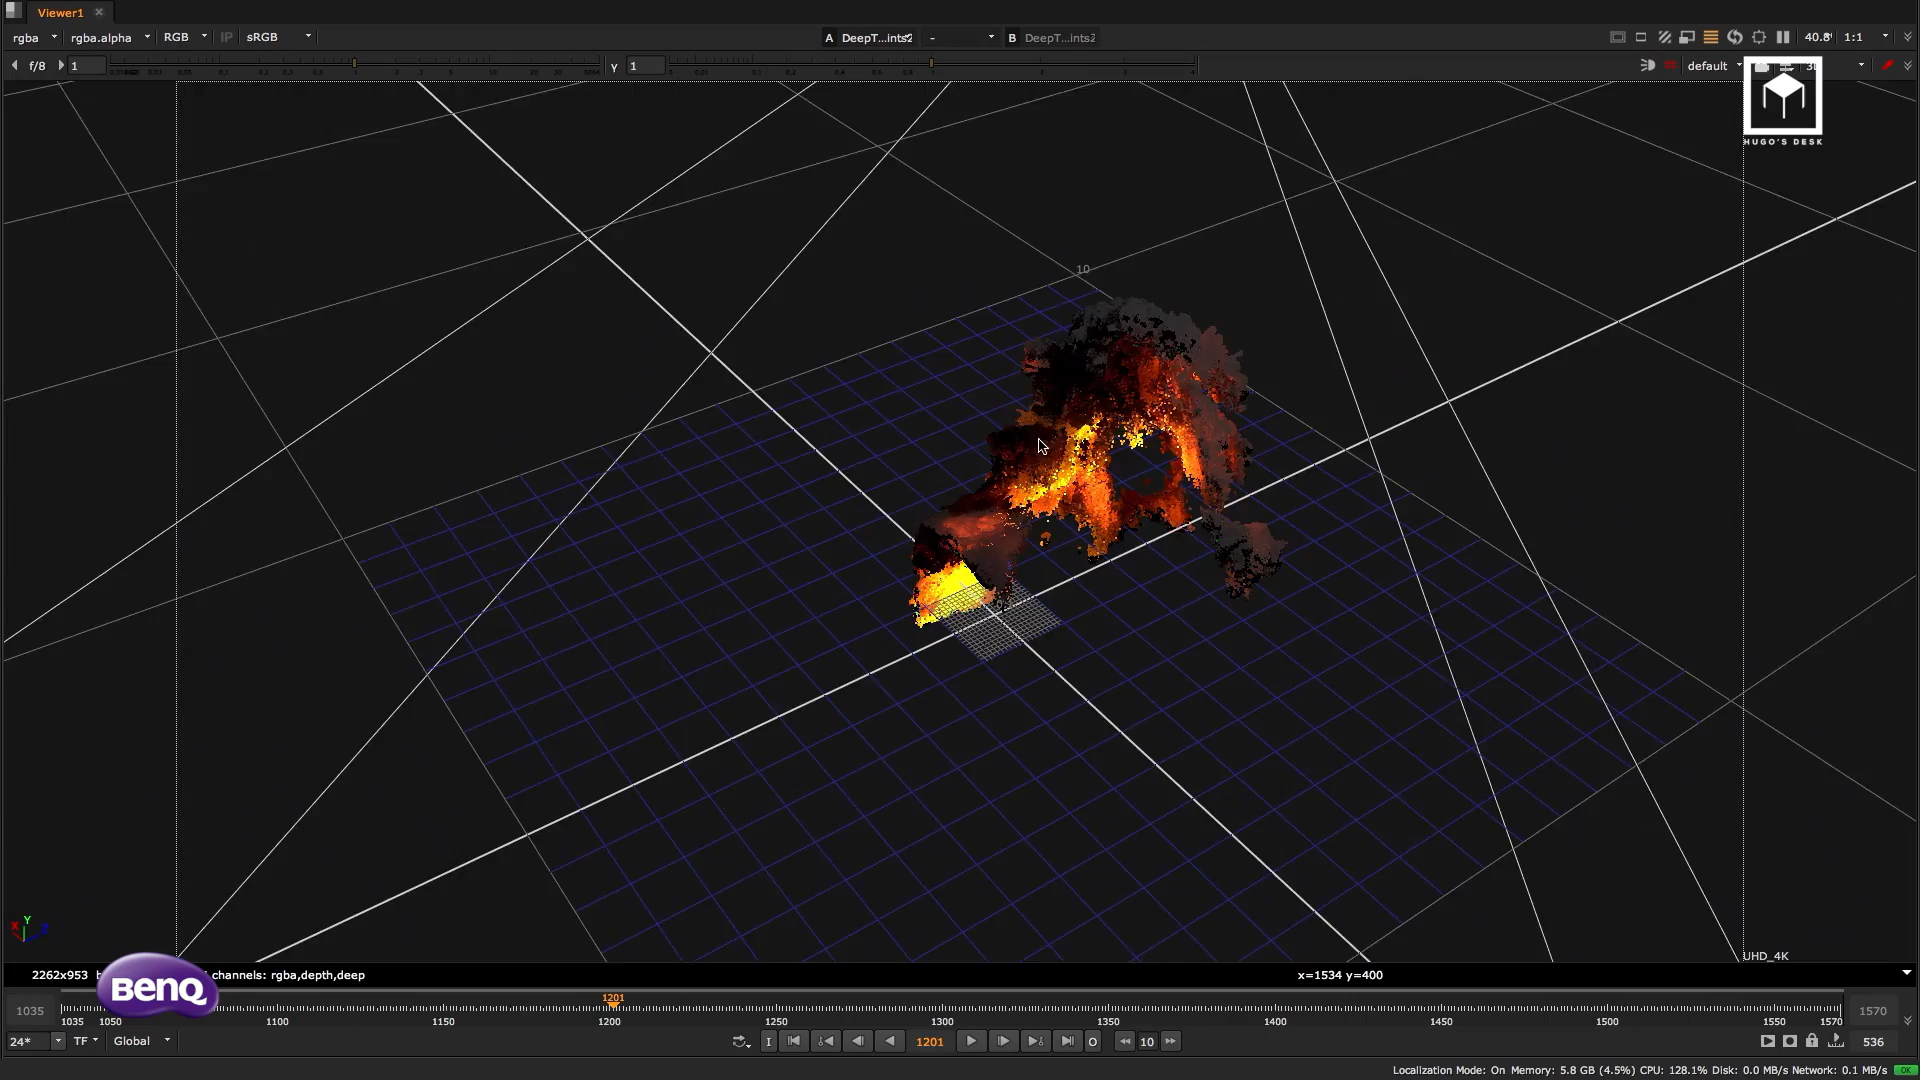 Viewer1
rgba rgba.alpha RGB IP sRGB A DeepT...ints2 - B DeepT...ints2 40.8 1:1
f/8 1 γ 1 default
HUGO'S DESK
10
Y
X
Z
UHD_4K
2262x953 channels: rgba,depth,deep x=1534 y=400
BenQ
1201
1035 1035 1050 1100 1150 1200 1250 1300 1350 1400 1450 1500 1550 1570 1570
24* TF Global I 1201 O 10 536
Localization Mode: On Memory: 5.8 GB (4.5%) CPU: 128.1% Disk: 0.0 MB/s Network: 0.1 MB/s OK